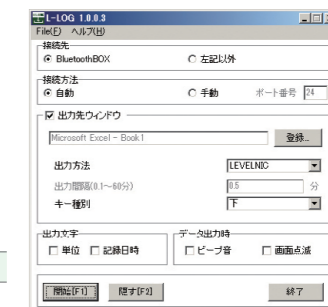 L-LOG 1.0.0.3
File(F) ヘルプ(H)
接続先
BluetoothBOX 左記以外
接続方法
自動 手動 ポート番号 24
出力先ウィンドウ
Microsoft Excel - Book1 登録...
出力方法 LEVELNIC
出力間隔(0.1～60分) 0.5 分
キー種別 下
出力文字 データ出力時
単位 記録日時 ビープ音 画面点滅
開始[F1] 隠す[F2] 終了